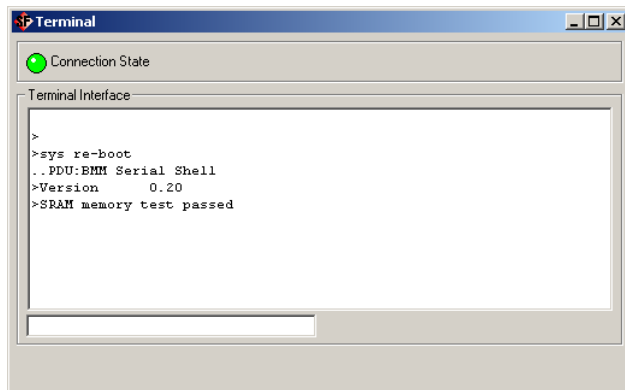 Terminal
Connection State
Terminal Interface
>
>sys re-boot
..PDU:BMM Serial Shell
>Version 0.20
>SRAM memory test passed